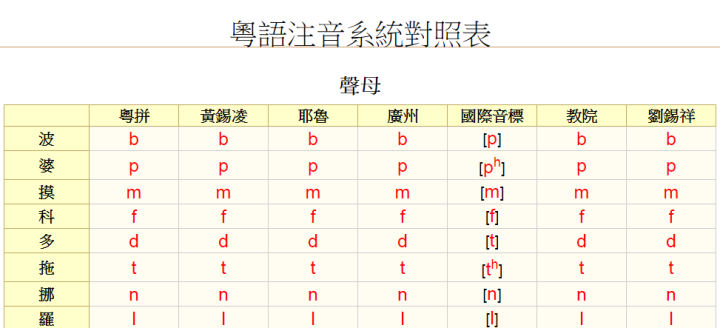 粵語注音系統對照表
聲母
粵拼 黃錫凌 耶魯 廣州 國際音標 教院 劉錫祥
波 b b b b [p] b b
婆 p p p p [pʰ] p p
摸 m m m m [m] m m
科 f f f f [f] f f
多 d d d d [t] d d
拖 t t t t [tʰ] t t
挪 n n n n [n] n n
羅 l l l l [l] l l